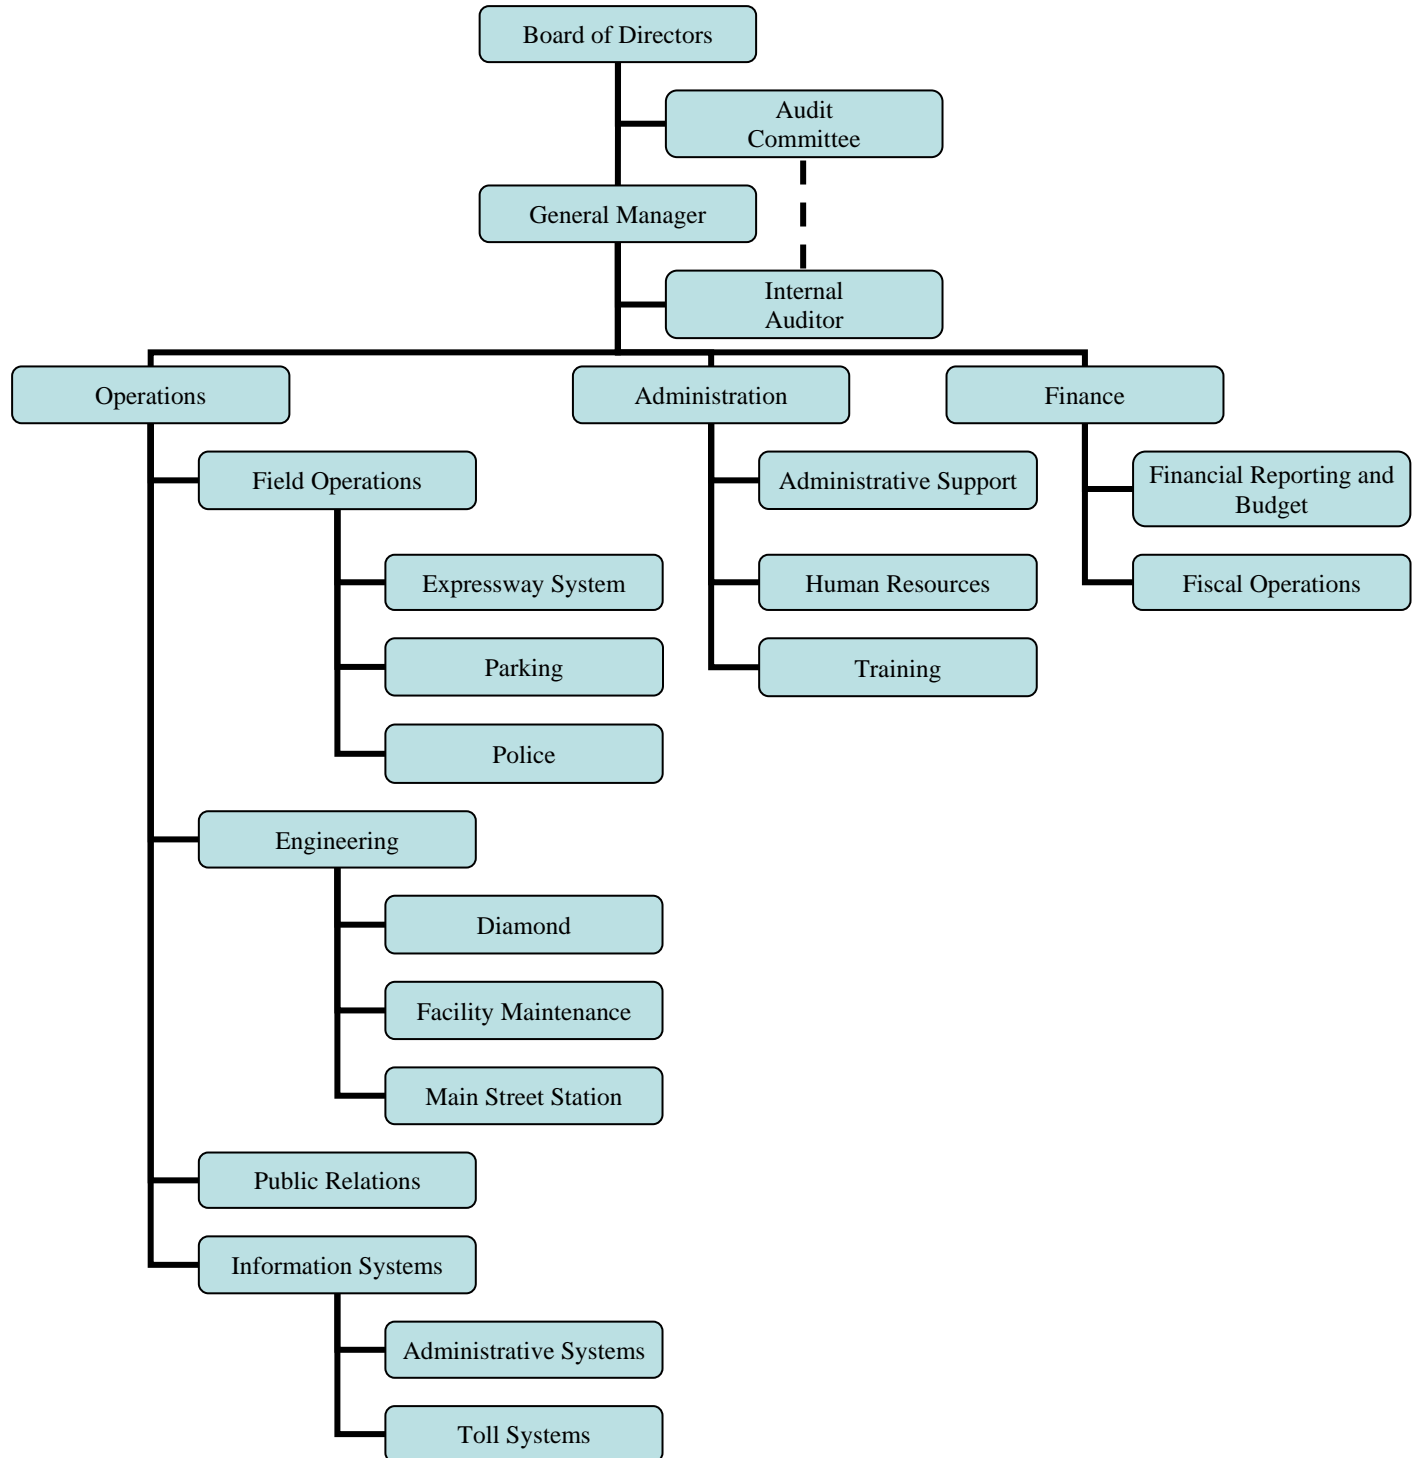 Board of Directors
Audit
Committee
General Manager
Internal
Auditor
Operations
Administration
Finance
Field Operations
Administrative Support
Financial Reporting and
Budget
Expressway System
Human Resources
Fiscal Operations
Parking
Training
Police
Engineering
Diamond
Facility Maintenance
Main Street Station
Public Relations
Information Systems
Administrative Systems
Toll Systems